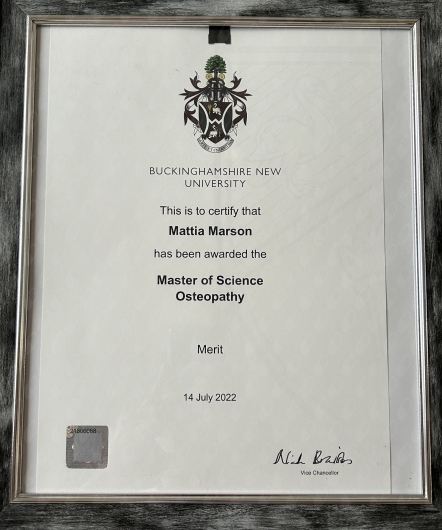 BUCKINGHAMSHIRE NEW
UNIVERSITY
This is to certify that
Mattia Marson
has been awarded the
Master of Science
Osteopathy
Merit
14 July 2022
Vice Chancellor